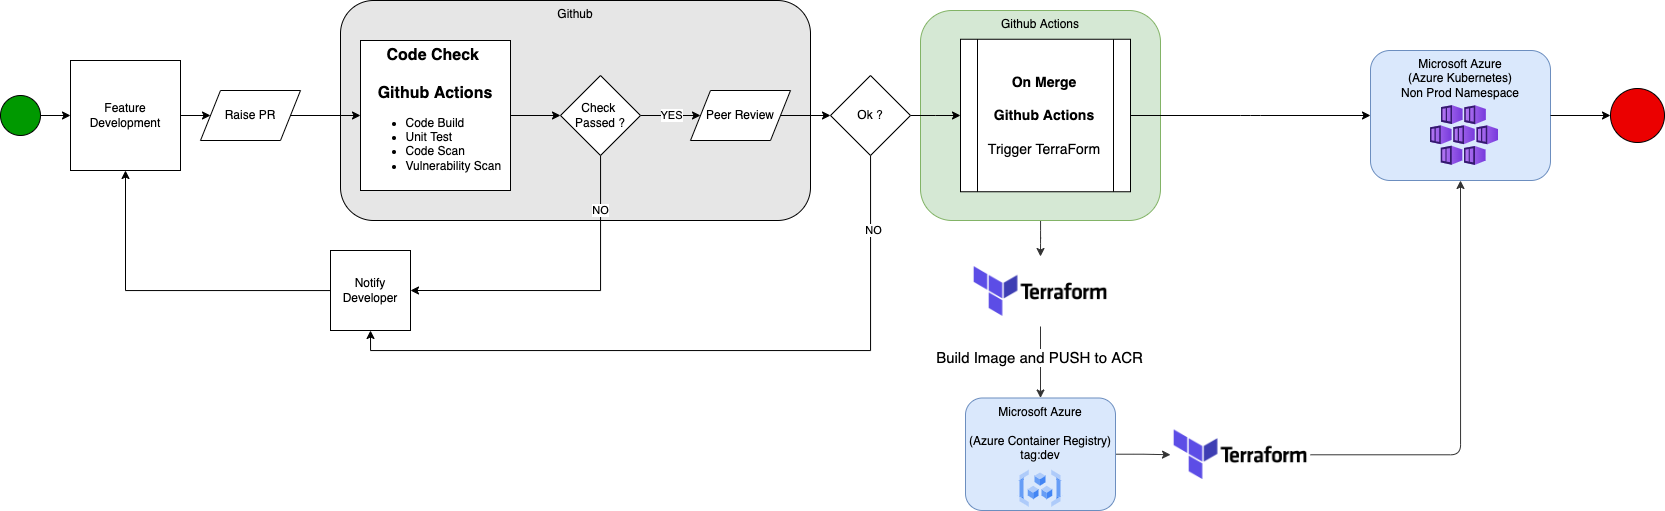 Github
Github Actions
Feature
Development
Raise PR
Code Check
Github Actions
• Code Build
• Unit Test
• Code Scan
• Vulnerability Scan
Check
Passed ?
YES
Peer Review
Ok ?
On Merge
Github Actions
Trigger TerraForm
Microsoft Azure
(Azure Kubernetes)
Non Prod Namespace
NO
NO
Notify
Developer
Terraform
Build Image and PUSH to ACR
Microsoft Azure
(Azure Container Registry)
tag:dev
Terraform